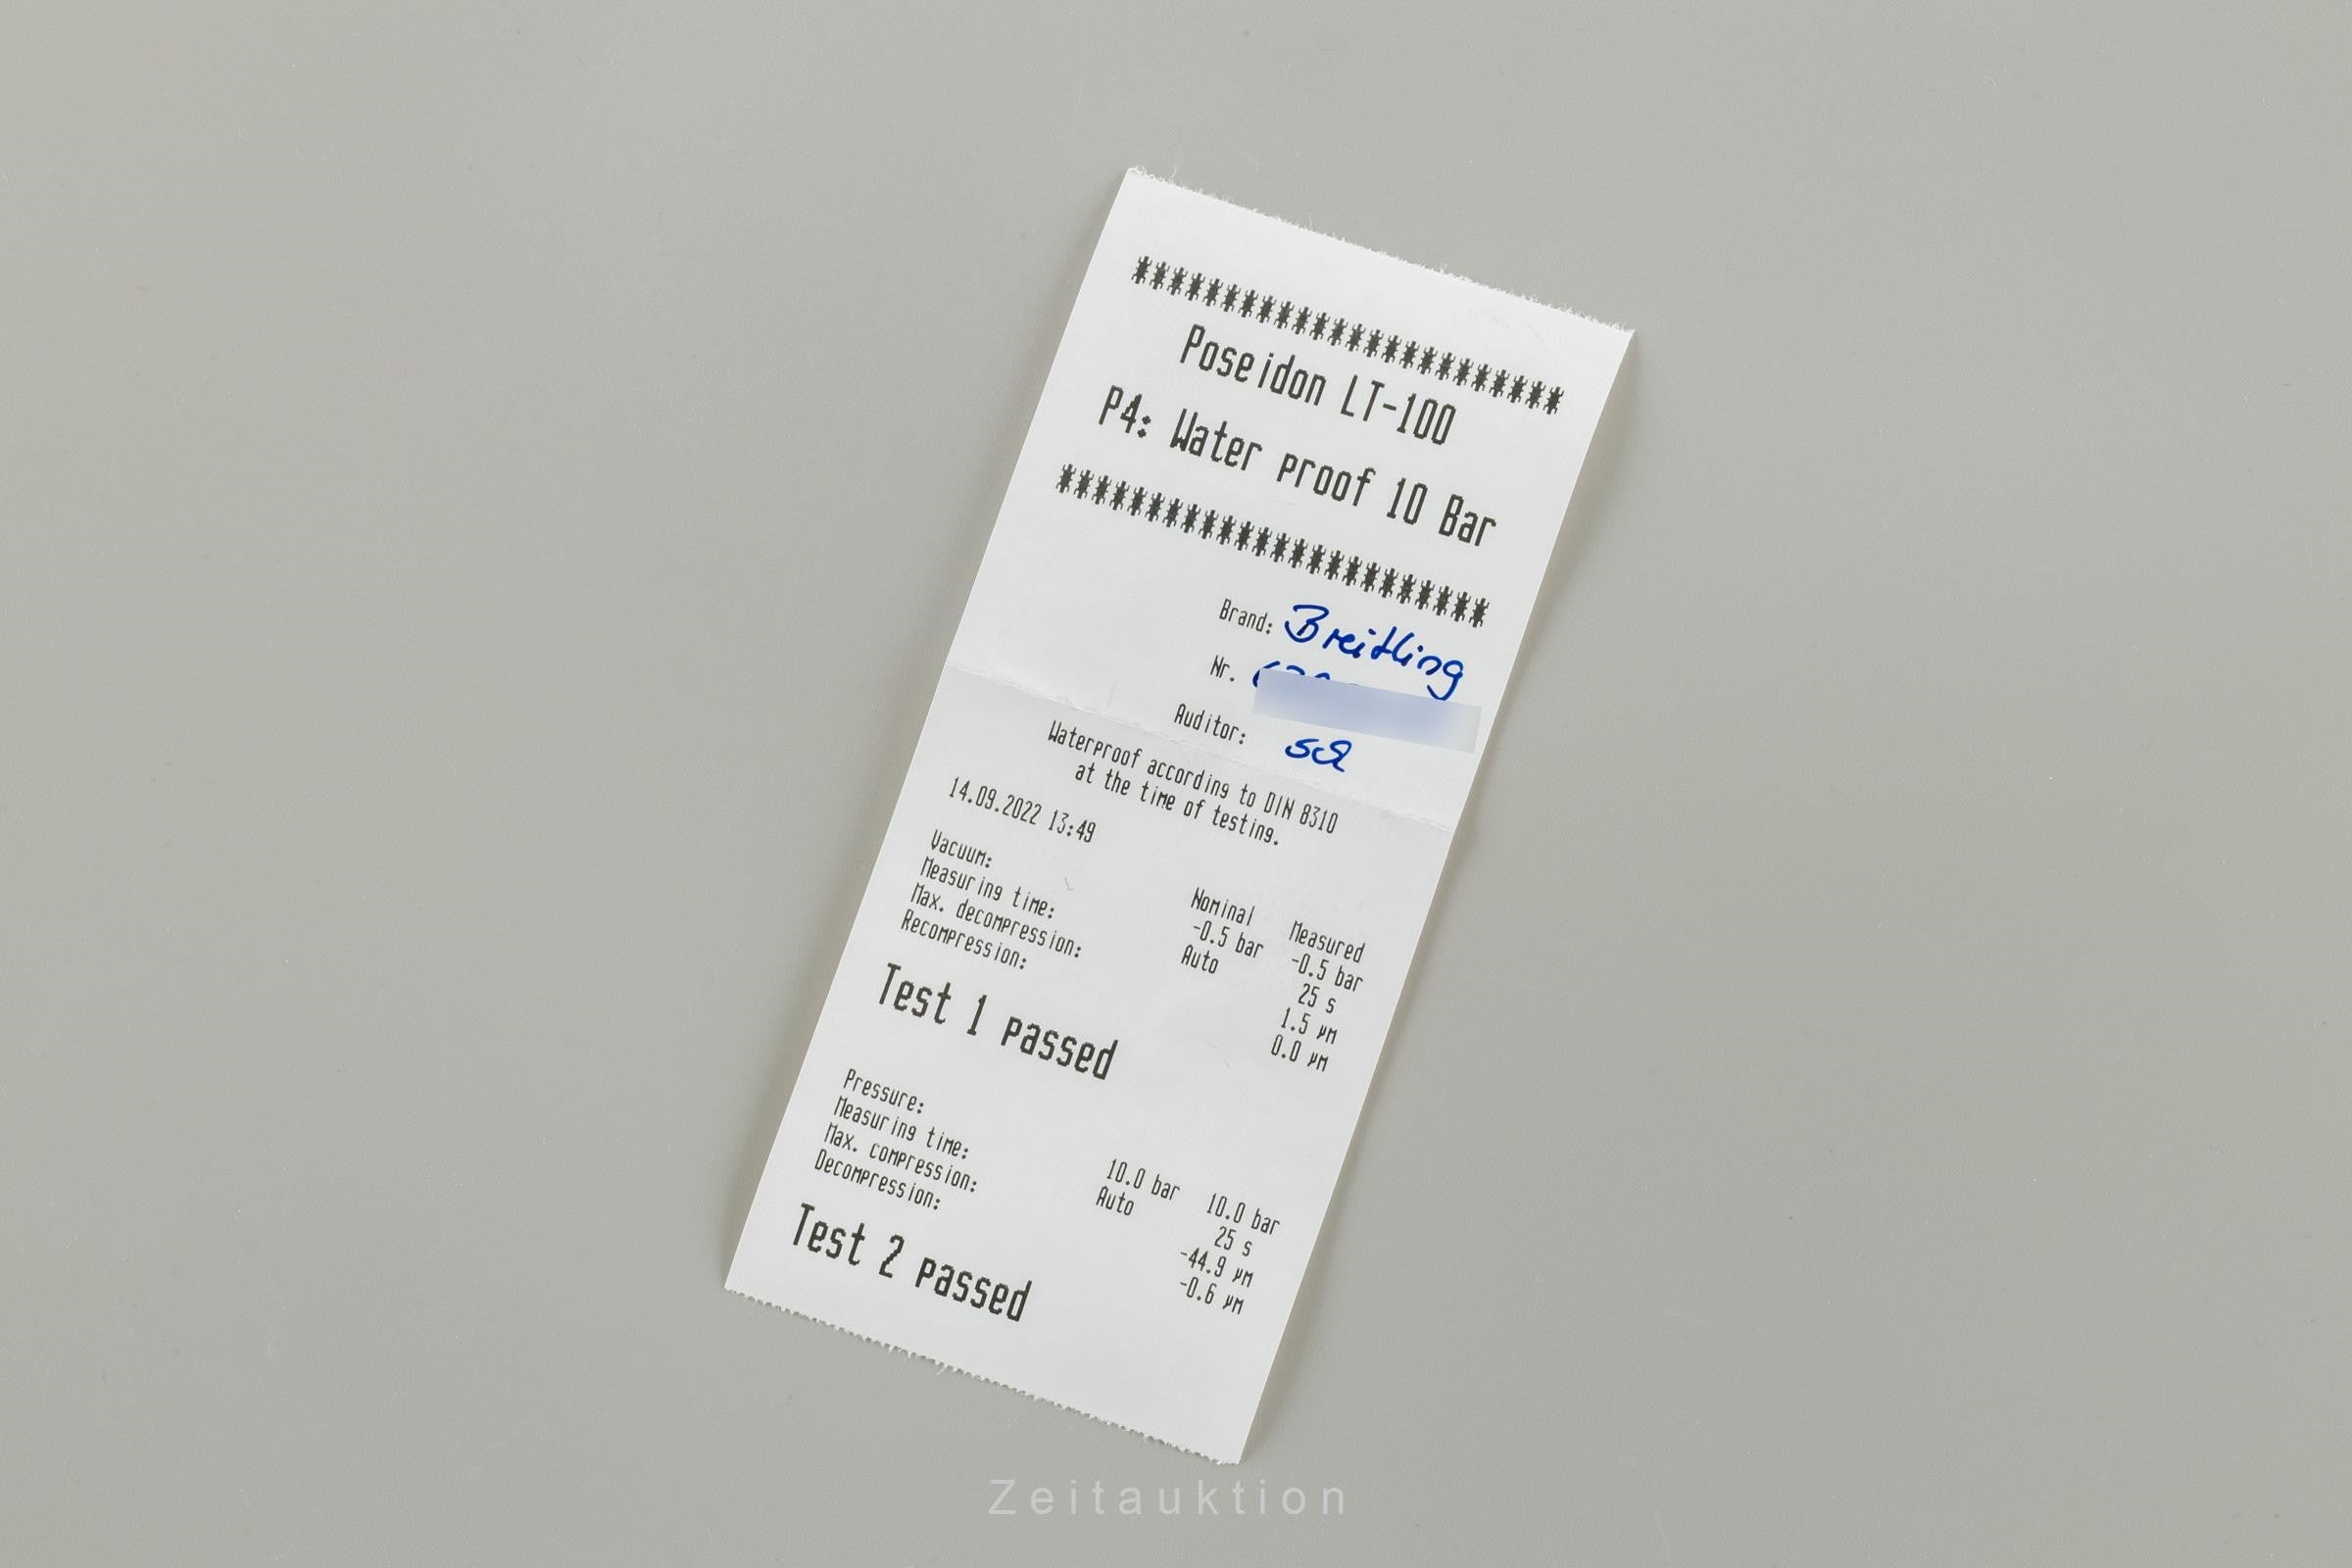 ************************
Poseidon LT-100
P4: Water proof 10 Bar
************************
Brand: Breitling
Nr.
Auditor:
Waterproof according to DIN 8310
at the time of testing.
14.09.2022 13:49
Nominal Measured
Vacuum: -0.5 bar -0.5 bar
Measuring time: Auto 25 s
Max. decompression: 1.5 µm
Recompression: 0.0 µm
Test 1 passed
Pressure: 10.0 bar 10.0 bar
Measuring time: Auto 25 s
Max. compression: -44.9 µm
Decompression: -0.6 µm
Test 2 passed
Zeitauktion